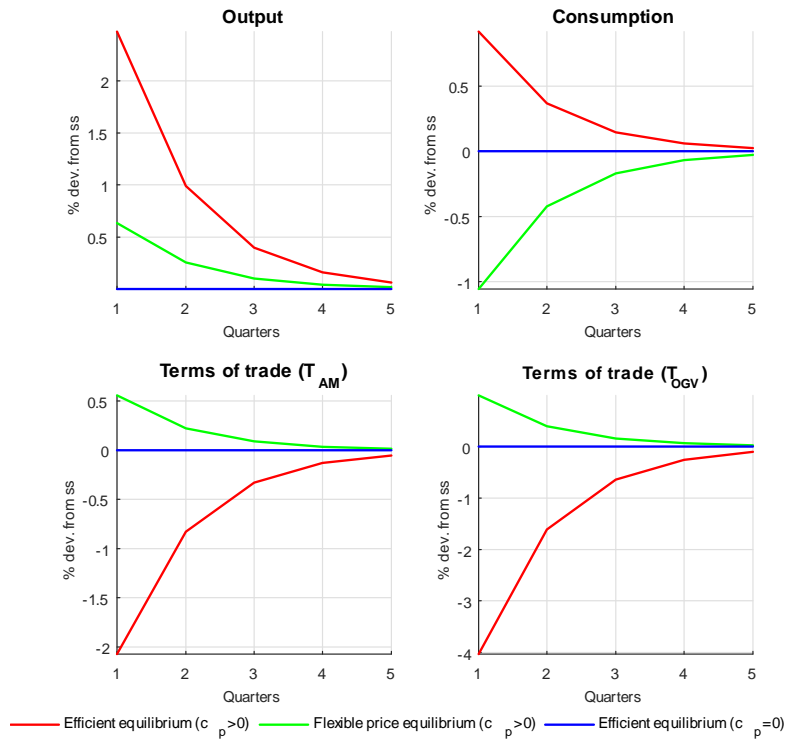 Output
% dev. from ss
2
1.5
1
0.5
1 2 3 4 5
Quarters
Consumption
% dev. from ss
0.5
0
-0.5
-1
1 2 3 4 5
Quarters
Terms of trade (T AM)
% dev. from ss
0.5
0
-0.5
-1
-1.5
-2
1 2 3 4 5
Quarters
Terms of trade (T OGV)
% dev. from ss
0
-1
-2
-3
-4
1 2 3 4 5
Quarters
Efficient equilibrium (c p>0) Flexible price equilibrium (c p>0) Efficient equilibrium (c p=0)